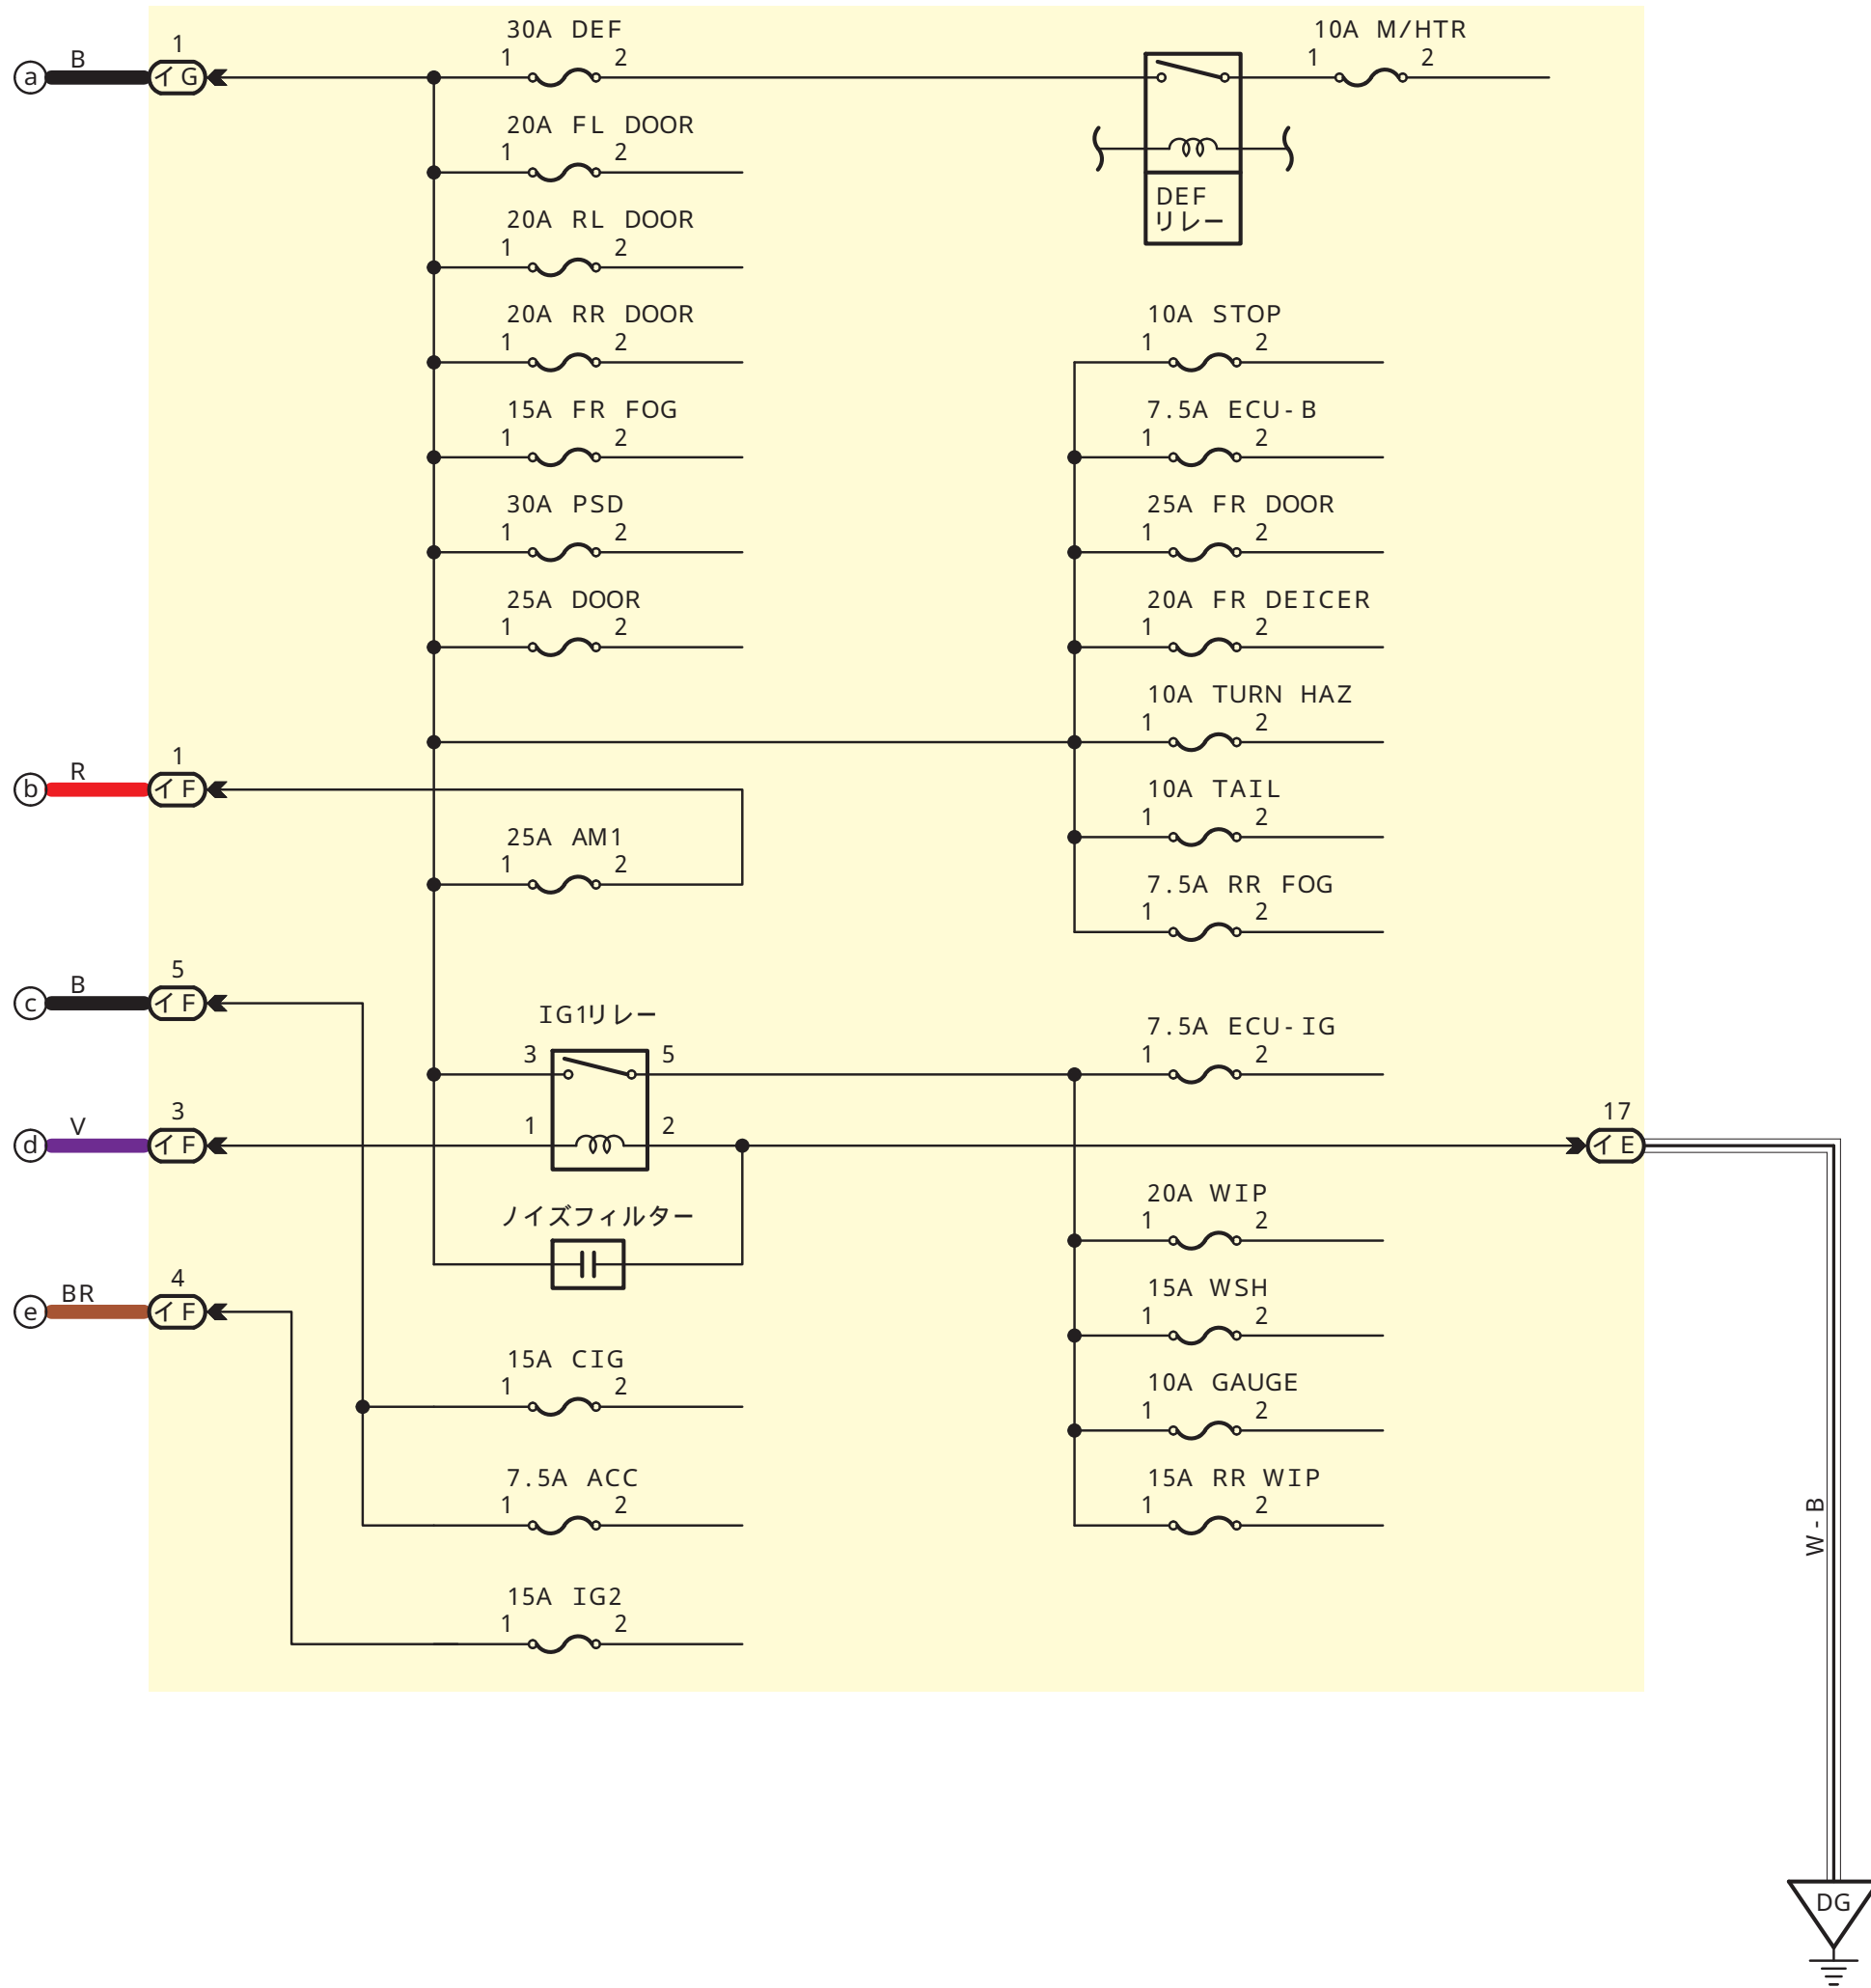 30A DEF
1 2
10A M/HTR
1 2
a B 1 イG
20A FL DOOR
1 2
DEF
リレー
20A RL DOOR
1 2
20A RR DOOR
1 2
10A STOP
1 2
15A FR FOG
1 2
7.5A ECU-B
1 2
30A PSD
1 2
25A FR DOOR
1 2
25A DOOR
1 2
20A FR DEICER
1 2
10A TURN HAZ
1 2
b R 1 イF
10A TAIL
1 2
25A AM1
1 2
7.5A RR FOG
1 2
c B 5 イF
IG1リレー
3 5
1 2
7.5A ECU-IG
1 2
d V 3 イF
17
イE
ノイズフィルター
20A WIP
1 2
e BR 4 イF
15A WSH
1 2
15A CIG
1 2
10A GAUGE
1 2
7.5A ACC
1 2
15A RR WIP
1 2
W-B
15A IG2
1 2
DG